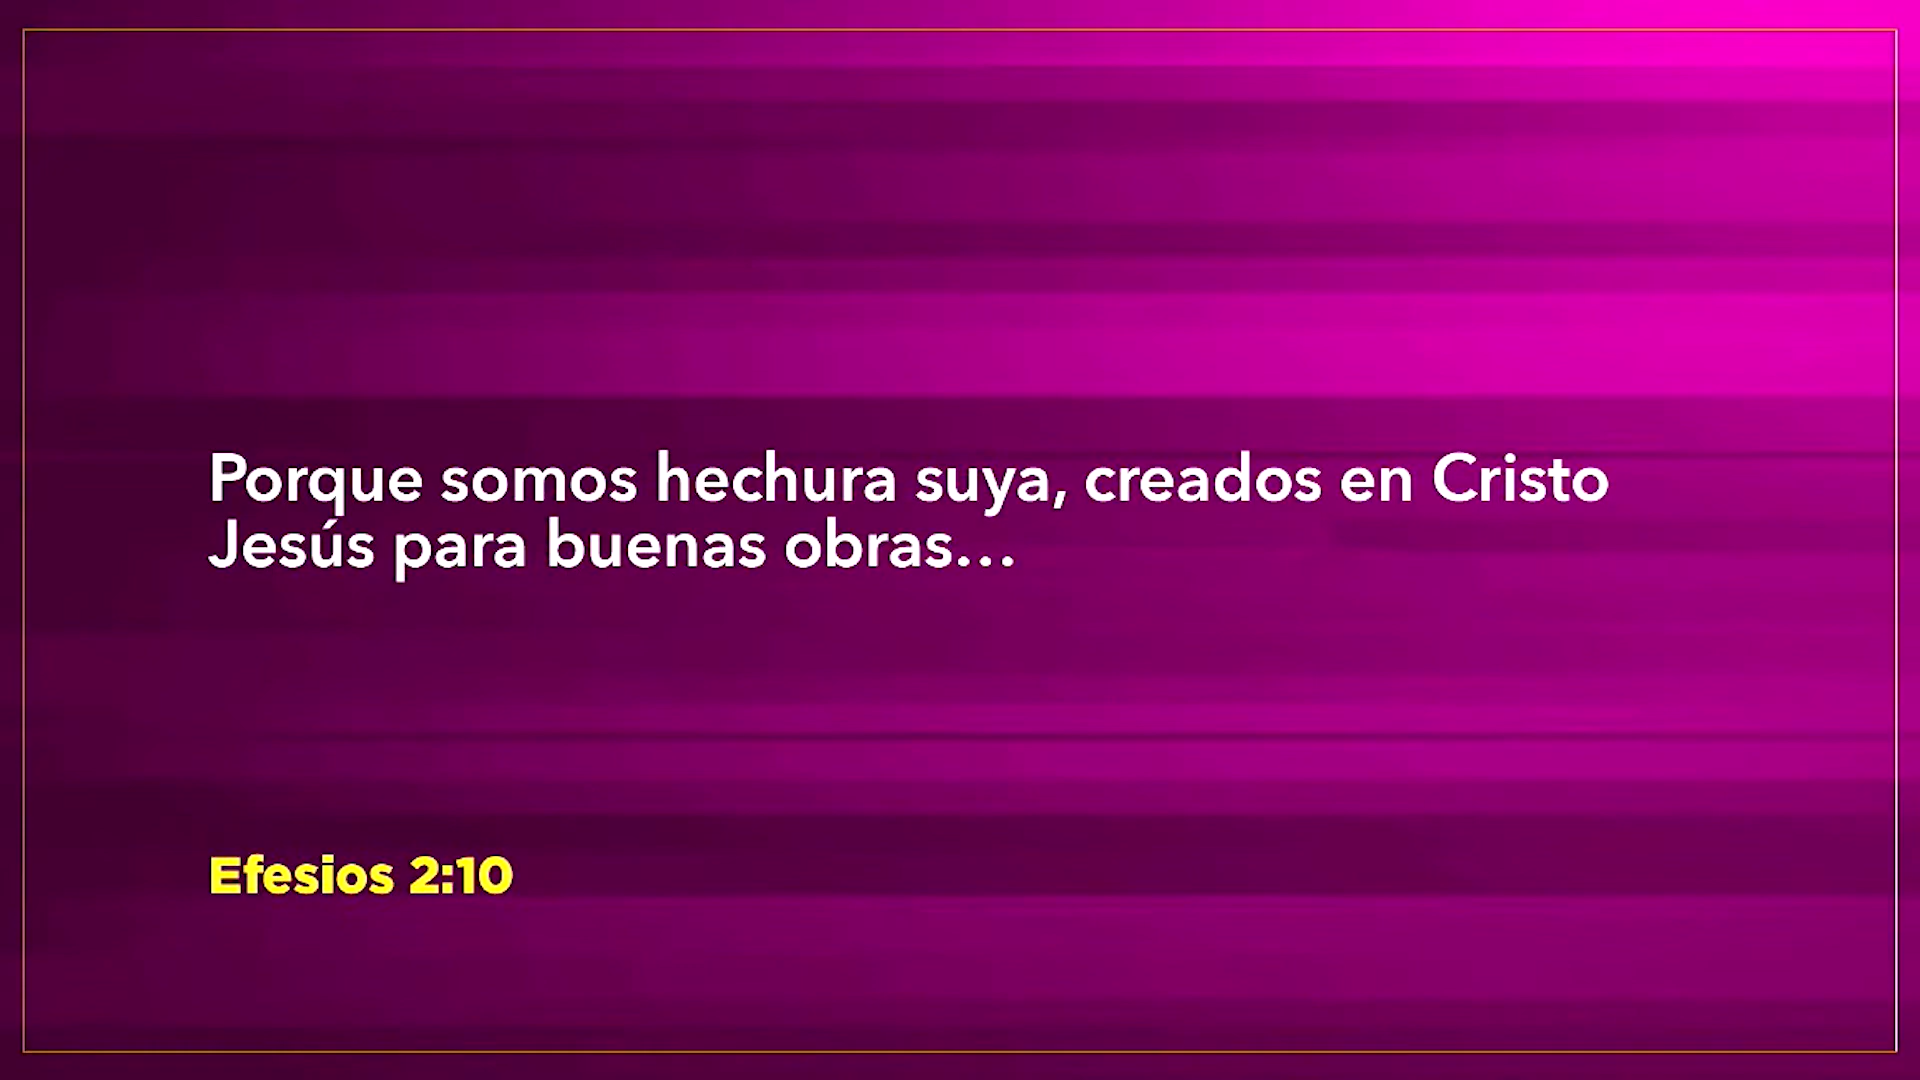 Porque somos hechura suya, creados en Cristo
Jesús para buenas obras…
Efesios 2:10